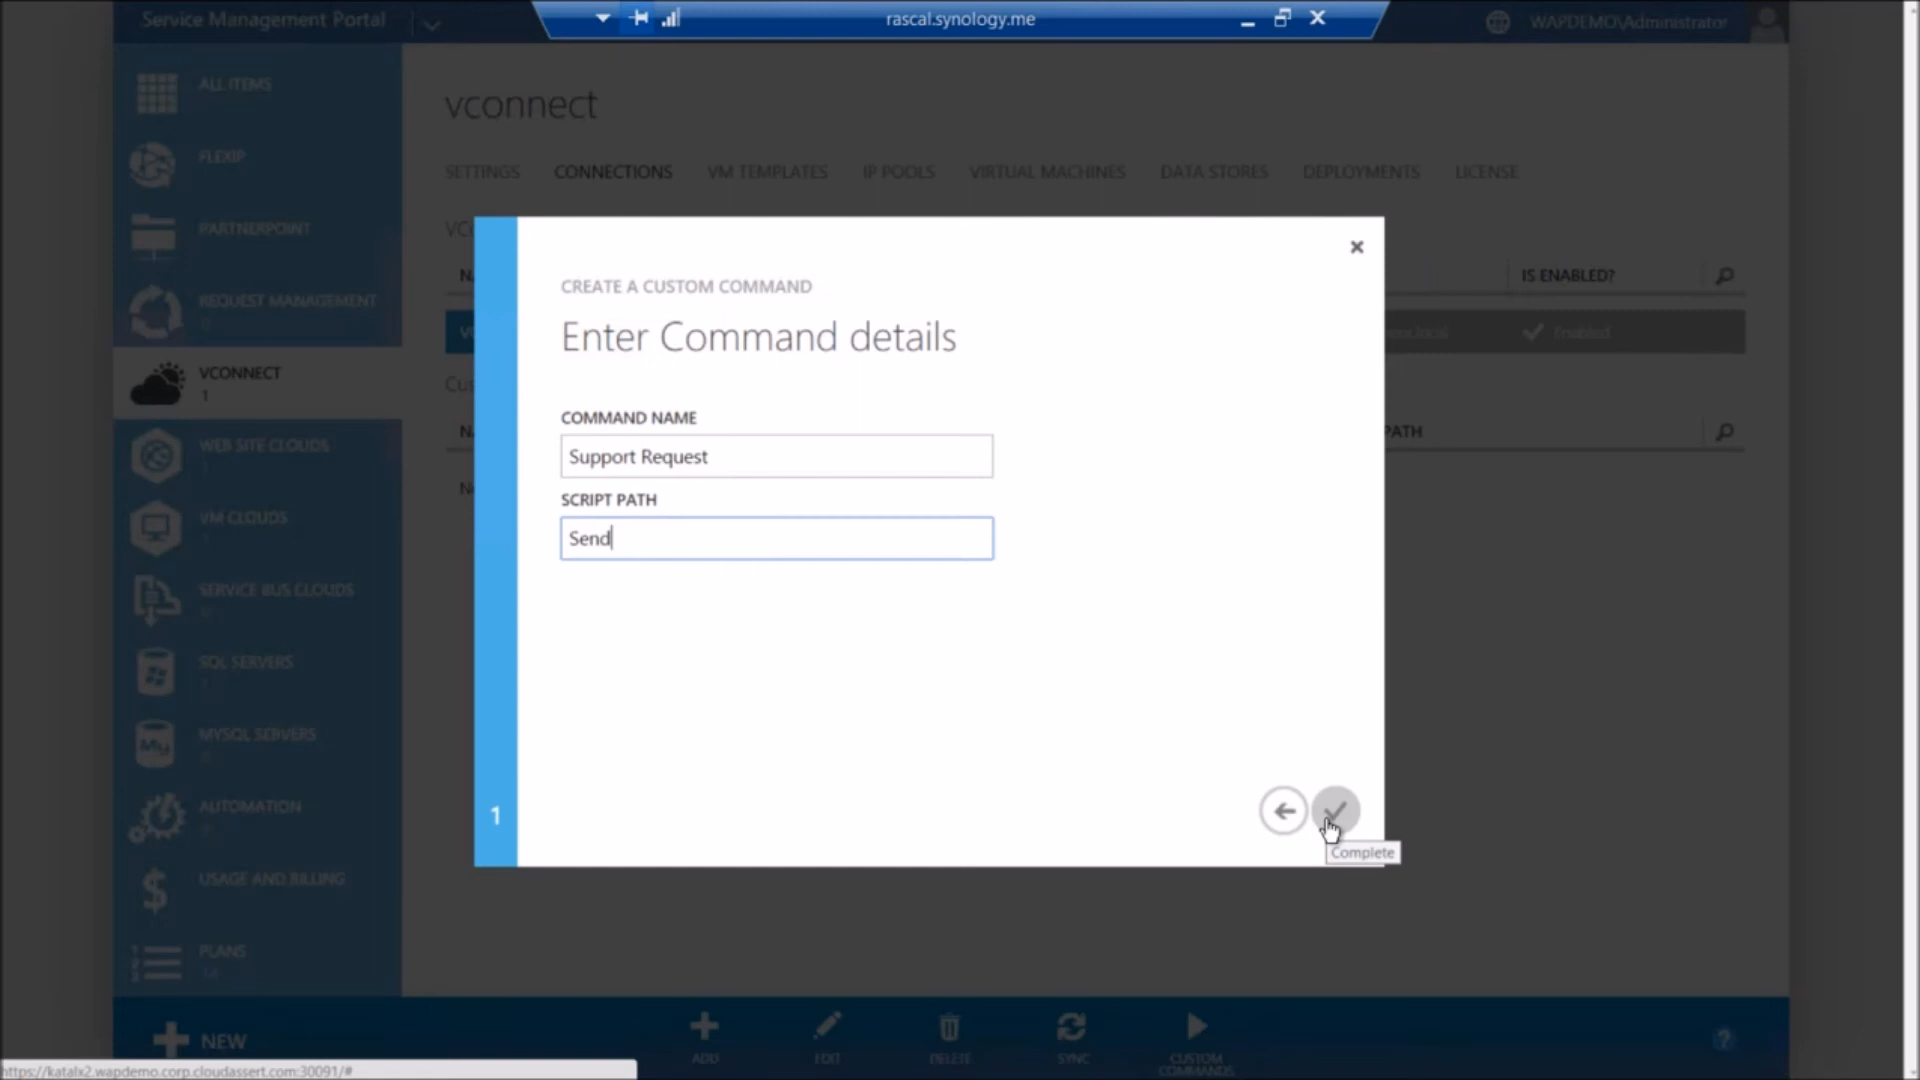 Service Management Portal
rascal.synology.me
WAPDEMO\Administrator
ALL ITEMS
FLEXIP
PARTNERPOINT
REQUEST MANAGEMENT
0
VCONNECT
1
WEB SITE CLOUDS
1
VM CLOUDS
SERVICE BUS CLOUDS
0
SQL SERVERS
MYSQL SERVERS
AUTOMATION
USAGE AND BILLING
PLANS
NEW
vconnect
SETTINGS CONNECTIONS VM TEMPLATES IP POOLS VIRTUAL MACHINES DATA STORES DEPLOYMENTS LICENSE
IS ENABLED?
Enabled
PATH
CREATE A CUSTOM COMMAND
Enter Command details
COMMAND NAME
Support Request
SCRIPT PATH
Send
1
Complete
ADD
EDIT
DELETE
SYNC
CUSTOM
COMMANDS
?
https://katalx2.wapdemo.corp.cloudassert.com:30091/#